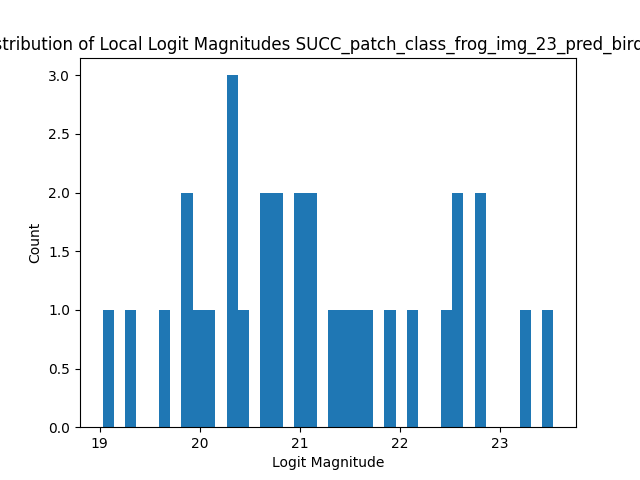 stribution of Local Logit Magnitudes SUCC_patch_class_frog_img_23_pred_bird
3.0
2.5
2.0
1.5
1.0
0.5
0.0
Count
19 20 21 22 23
Logit Magnitude